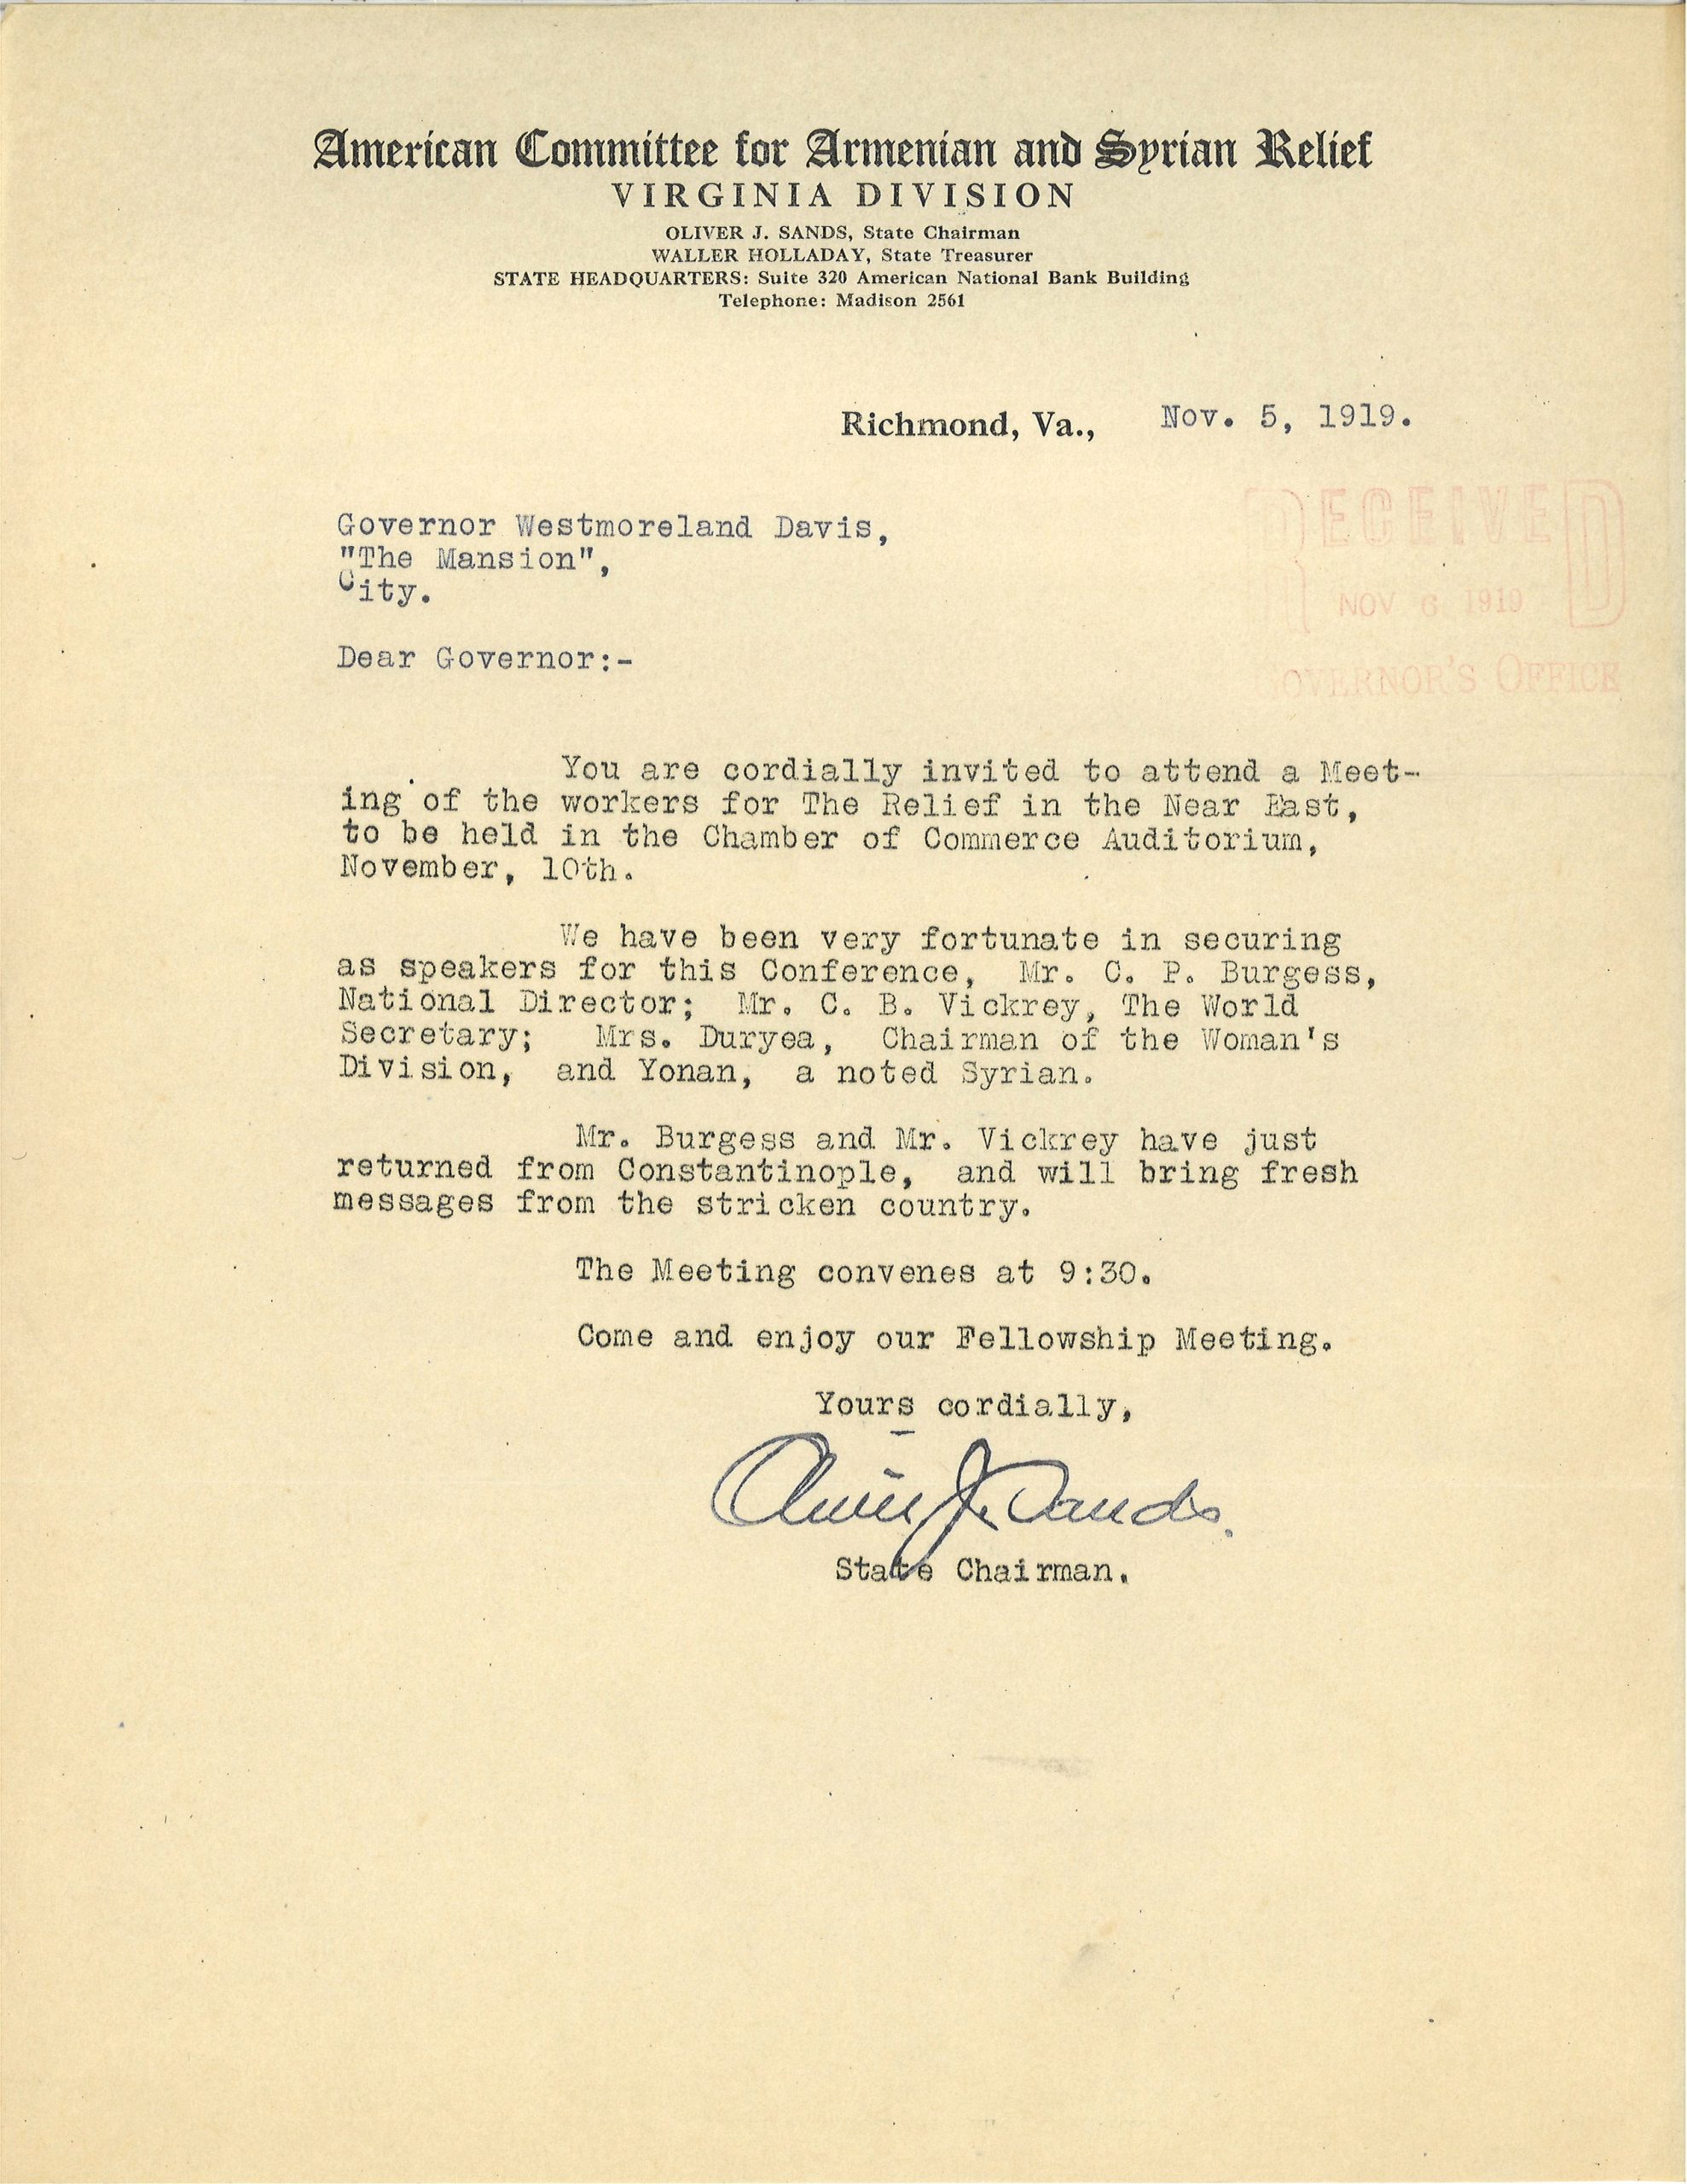 American Committee for Armenian and Syrian Relief
VIRGINIA DIVISION
OLIVER J. SANDS, State Chairman
WALLER HOLLADAY, State Treasurer
STATE HEADQUARTERS: Suite 320 American National Bank Building
Telephone: Madison 2561
Richmond, Va., Nov. 5, 1919.
RECEIVED
NOV 6 1919
GOVERNOR'S OFFICE
Governor Westmoreland Davis,
"The Mansion",
City.
Dear Governor:-
You are cordially invited to attend a Meet-
ing of the workers for The Relief in the Near East,
to be held in the Chamber of Commerce Auditorium,
November, 10th.
We have been very fortunate in securing
as speakers for this Conference, Mr. C. P. Burgess,
National Director; Mr. C. B. Vickrey, The World
Secretary; Mrs. Duryea, Chairman of the Woman's
Division, and Yonan, a noted Syrian.
Mr. Burgess and Mr. Vickrey have just
returned from Constantinople, and will bring fresh
messages from the stricken country.
The Meeting convenes at 9:30.
Come and enjoy our Fellowship Meeting.
Yours cordially,
Oliver J. Sands.
State Chairman.